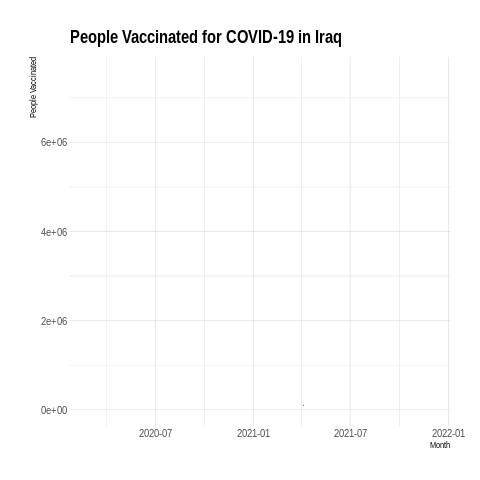 People Vaccinated for COVID-19 in Iraq
People Vaccinated
6e+06
4e+06
2e+06
0e+00
2020-07 2021-01 2021-07 2022-01
Month